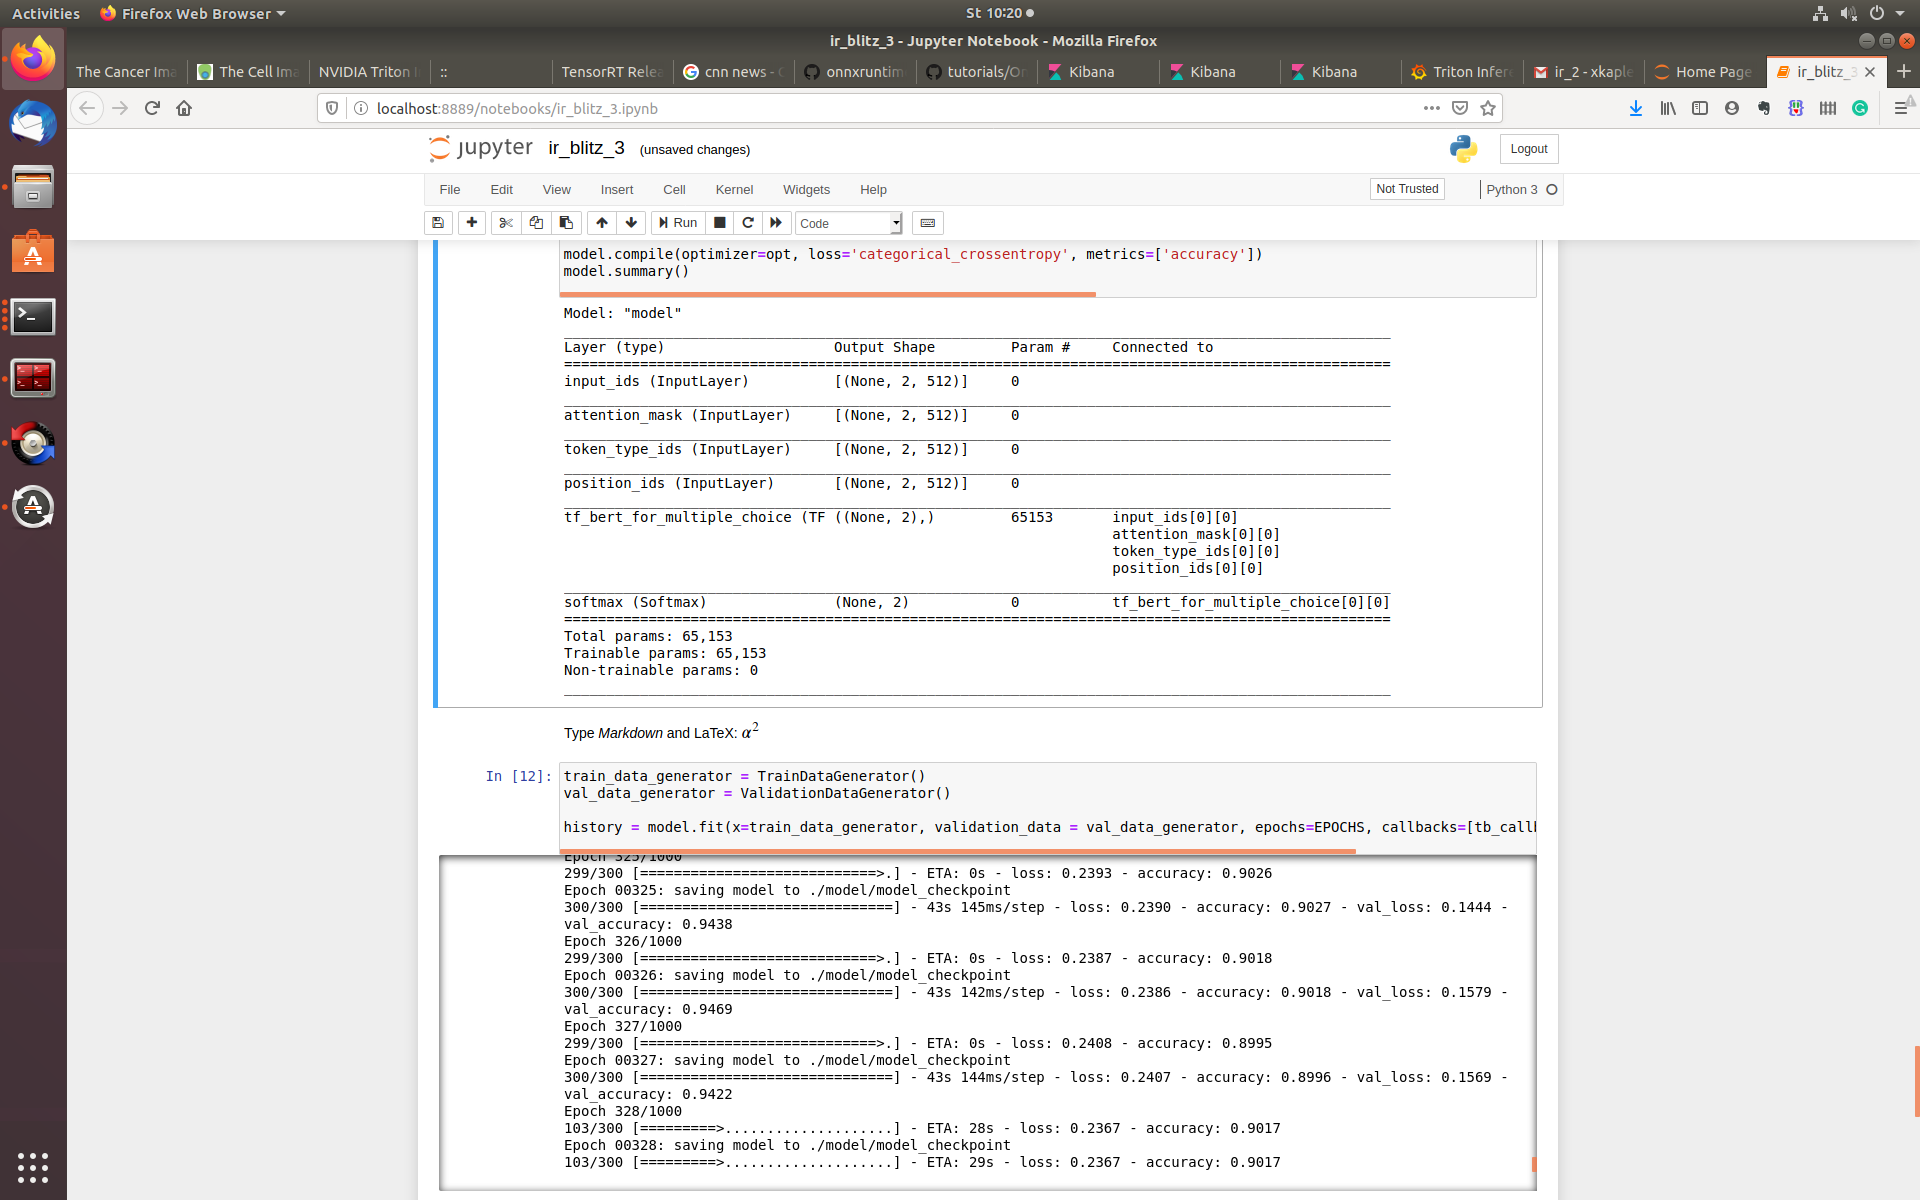 Activities Firefox Web Browser St 10:20
ir_blitz_3 - Jupyter Notebook - Mozilla Firefox
The Cancer Ima The Cell Ima NVIDIA Triton :: TensorRT Relea cnn news - onnxruntim tutorials/On Kibana Kibana Kibana Triton Infer ir_2 - xkaple Home Page ir_blitz_3
localhost:8889/notebooks/ir_blitz_3.ipynb
jupyter ir_blitz_3 (unsaved changes) Logout
File Edit View Insert Cell Kernel Widgets Help Not Trusted Python 3
Run Code
model.compile(optimizer=opt, loss='categorical_crossentropy', metrics=['accuracy'])
model.summary()
Model: "model"
Layer (type) Output Shape Param # Connected to
==================================================================================================
input_ids (InputLayer) [(None, 2, 512)] 0
attention_mask (InputLayer) [(None, 2, 512)] 0
token_type_ids (InputLayer) [(None, 2, 512)] 0
position_ids (InputLayer) [(None, 2, 512)] 0
tf_bert_for_multiple_choice (TF ((None, 2),) 65153 input_ids[0][0]
attention_mask[0][0]
token_type_ids[0][0]
position_ids[0][0]
softmax (Softmax) (None, 2) 0 tf_bert_for_multiple_choice[0][0]
==================================================================================================
Total params: 65,153
Trainable params: 65,153
Non-trainable params: 0
Type Markdown and LaTeX: α²
In [12]: train_data_generator = TrainDataGenerator()
val_data_generator = ValidationDataGenerator()
history = model.fit(x=train_data_generator, validation_data = val_data_generator, epochs=EPOCHS, callbacks=[tb_call
Epoch 325/1000
299/300 [============================>.] - ETA: 0s - loss: 0.2393 - accuracy: 0.9026
Epoch 00325: saving model to ./model/model_checkpoint
300/300 [==============================] - 43s 145ms/step - loss: 0.2390 - accuracy: 0.9027 - val_loss: 0.1444 -
val_accuracy: 0.9438
Epoch 326/1000
299/300 [============================>.] - ETA: 0s - loss: 0.2387 - accuracy: 0.9018
Epoch 00326: saving model to ./model/model_checkpoint
300/300 [==============================] - 43s 142ms/step - loss: 0.2386 - accuracy: 0.9018 - val_loss: 0.1579 -
val_accuracy: 0.9469
Epoch 327/1000
299/300 [============================>.] - ETA: 0s - loss: 0.2408 - accuracy: 0.8995
Epoch 00327: saving model to ./model/model_checkpoint
300/300 [==============================] - 43s 144ms/step - loss: 0.2407 - accuracy: 0.8996 - val_loss: 0.1569 -
val_accuracy: 0.9422
Epoch 328/1000
103/300 [=========>....................] - ETA: 28s - loss: 0.2367 - accuracy: 0.9017
Epoch 00328: saving model to ./model/model_checkpoint
103/300 [=========>....................] - ETA: 29s - loss: 0.2367 - accuracy: 0.9017